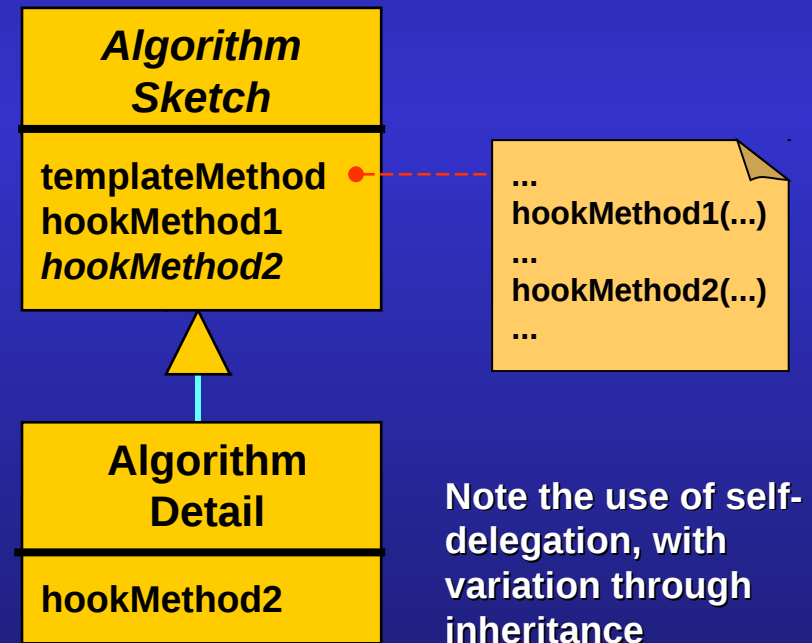 Algorithm
Sketch
templateMethod
hookMethod1
hookMethod2
...
hookMethod1(...)
...
hookMethod2(...)
...
Algorithm
Detail
hookMethod2
Note the use of self-
delegation, with
variation through
inheritance